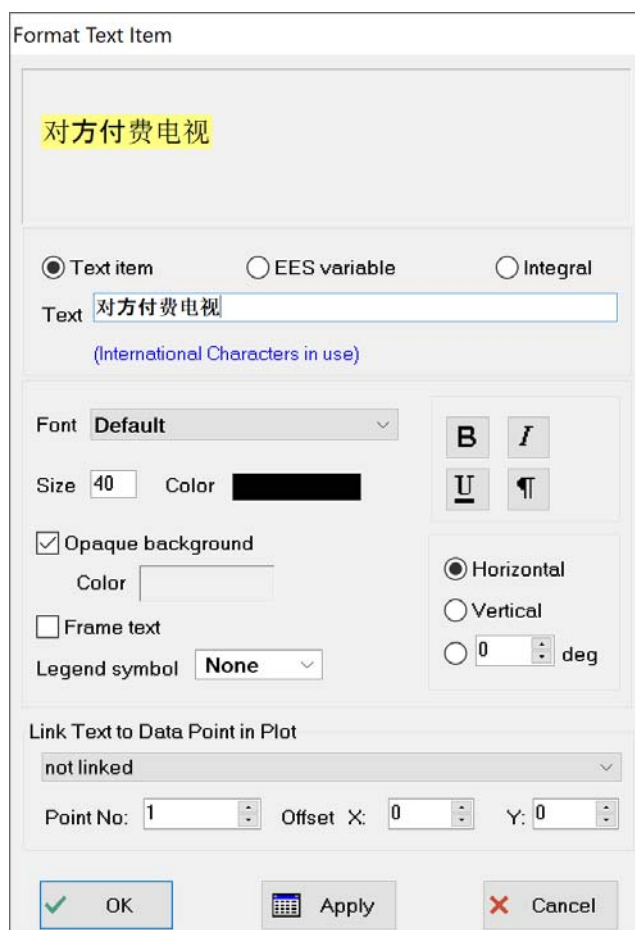 Format Text Item
对方付费电视
Text item EES variable Integral
Text 对方付费电视
(International Characters in use)
Font Default
B I
Size 40 Color
U ¶
Opaque background
Color
Horizontal
Frame text
Vertical
Legend symbol None
0 deg
Link Text to Data Point in Plot
not linked
Point No: 1 Offset X: 0 Y: 0
OK Apply Cancel